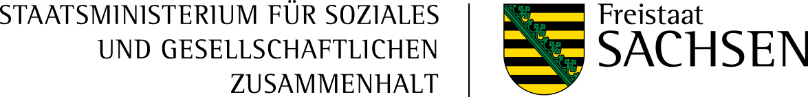 STAATSMINISTERIUM FÜR SOZIALES
UND GESELLSCHAFTLICHEN
ZUSAMMENHALT
Freistaat
SACHSEN